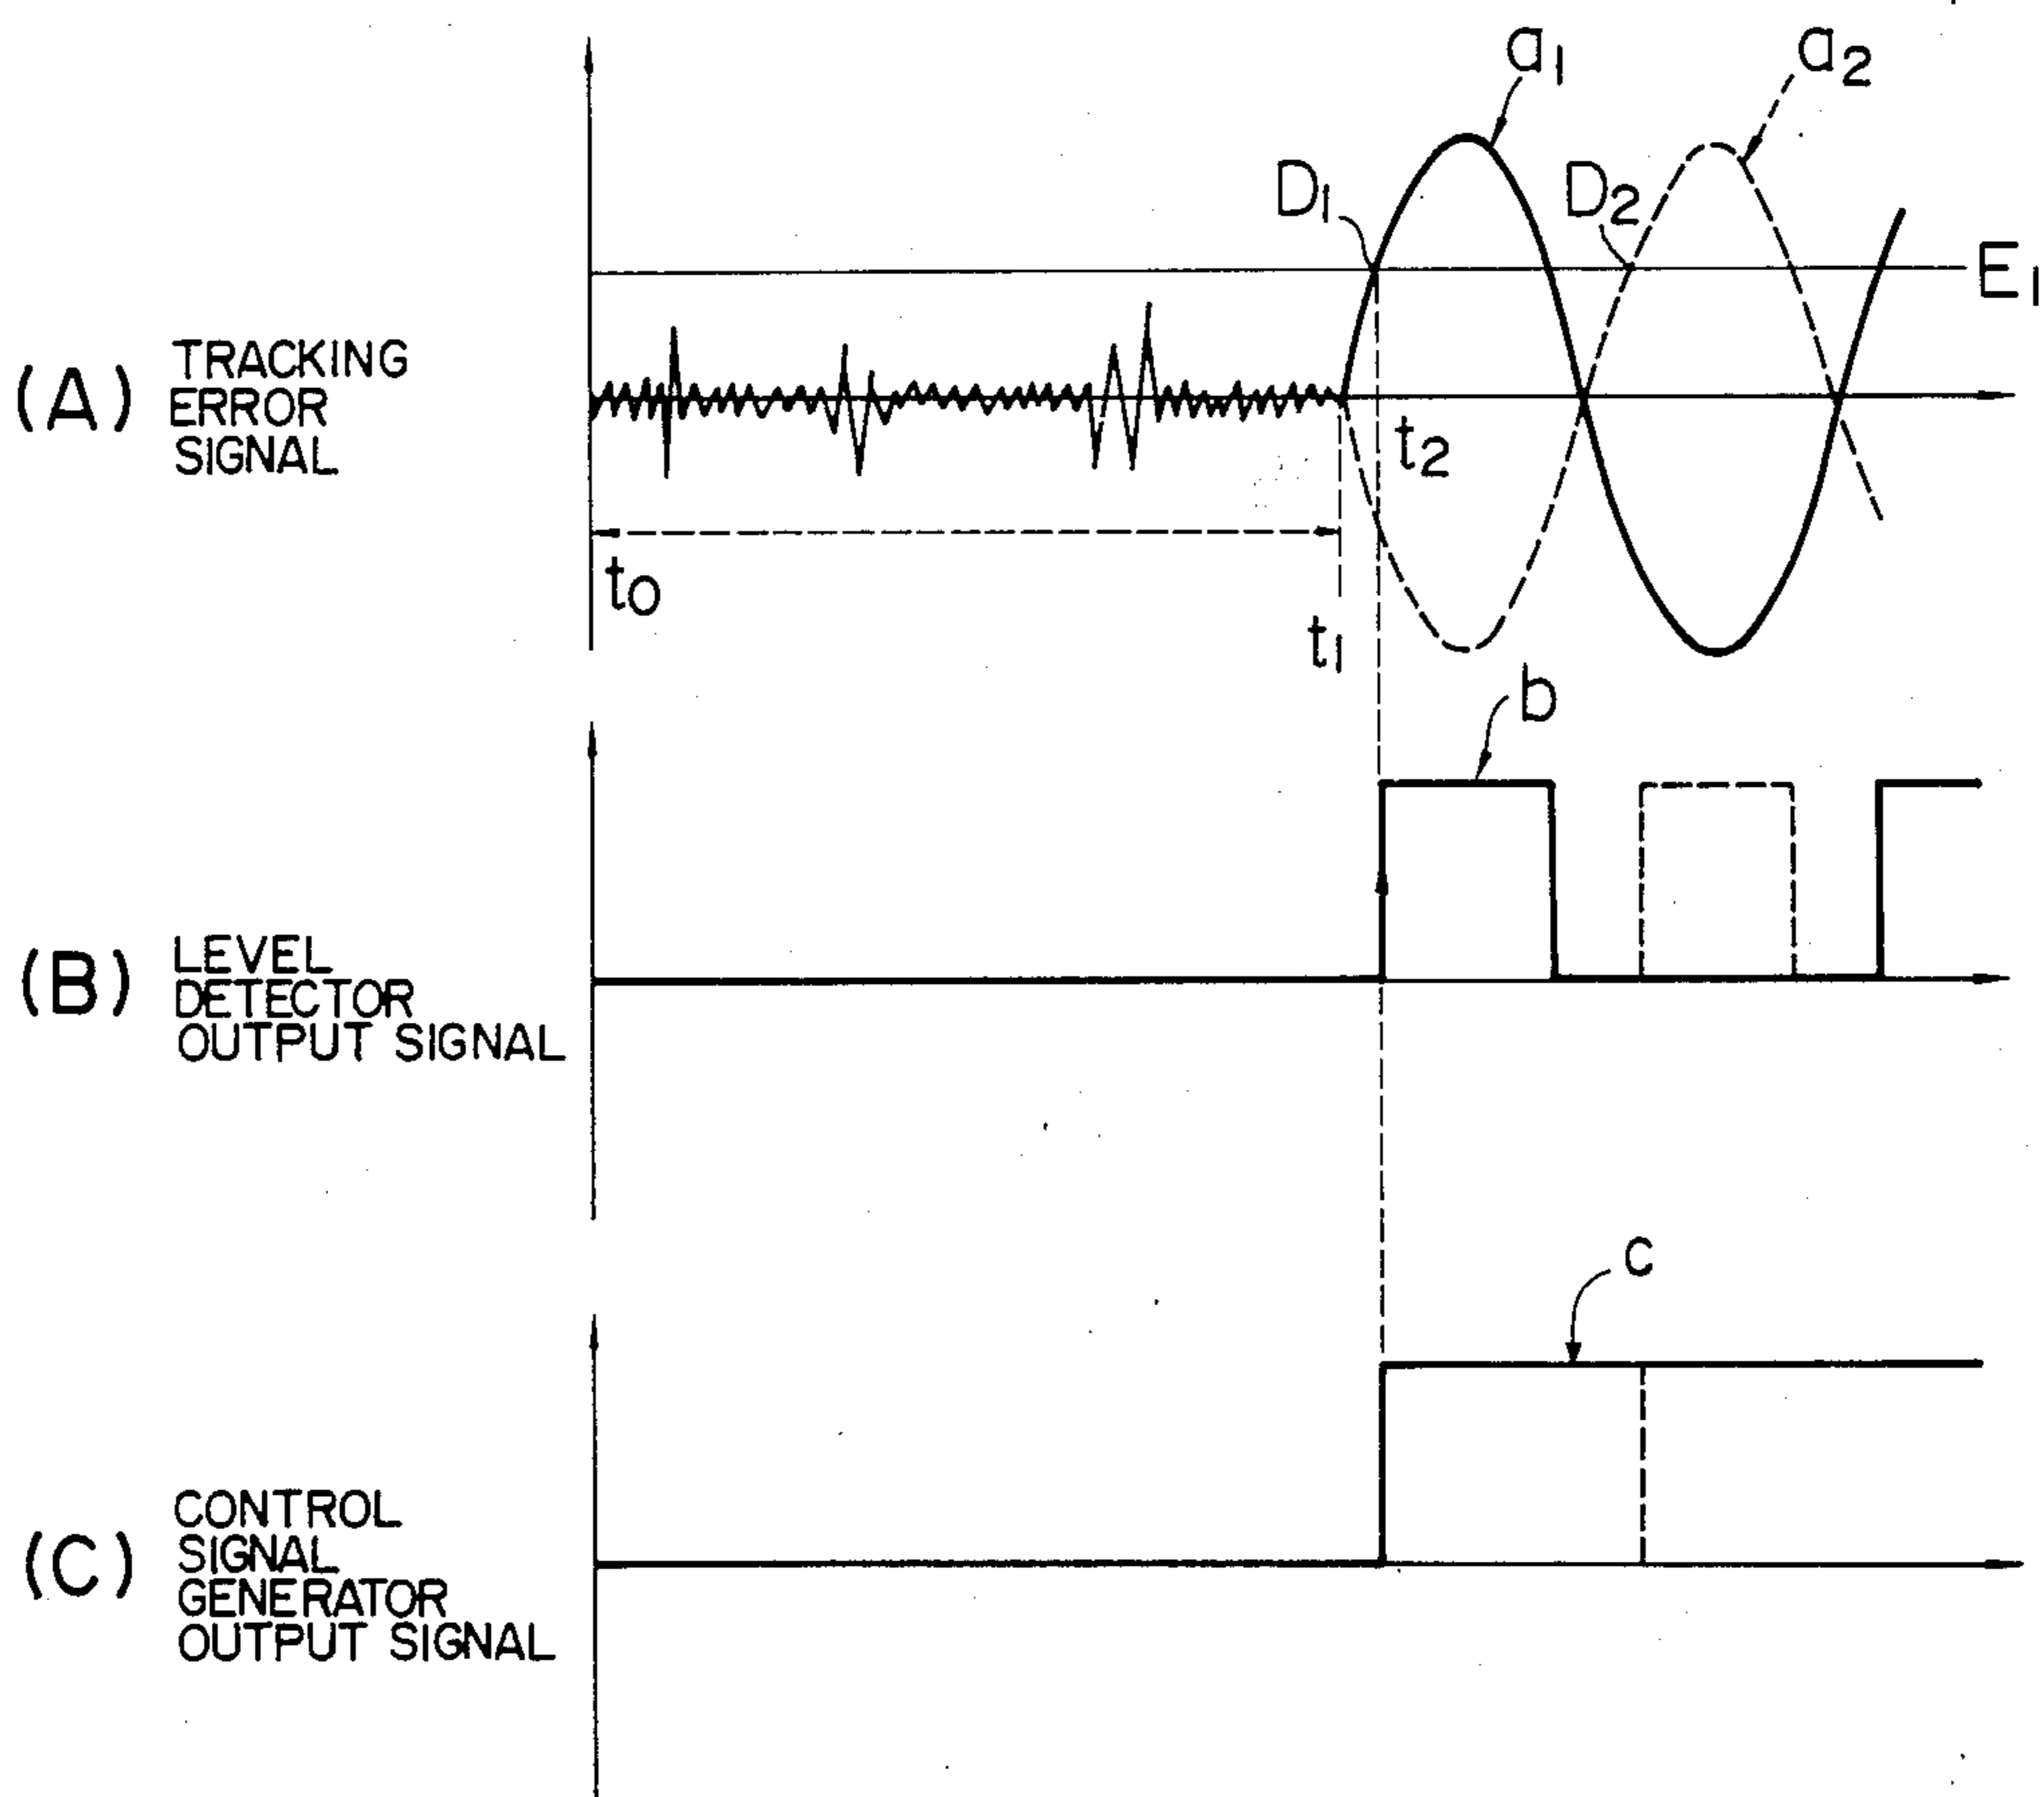 a1
a2
D1
D2
E1
(A) TRACKING
ERROR
SIGNAL
t2
t0
t1
b
(B) LEVEL
DETECTOR
OUTPUT SIGNAL
c
(C) CONTROL
SIGNAL
GENERATOR
OUTPUT SIGNAL